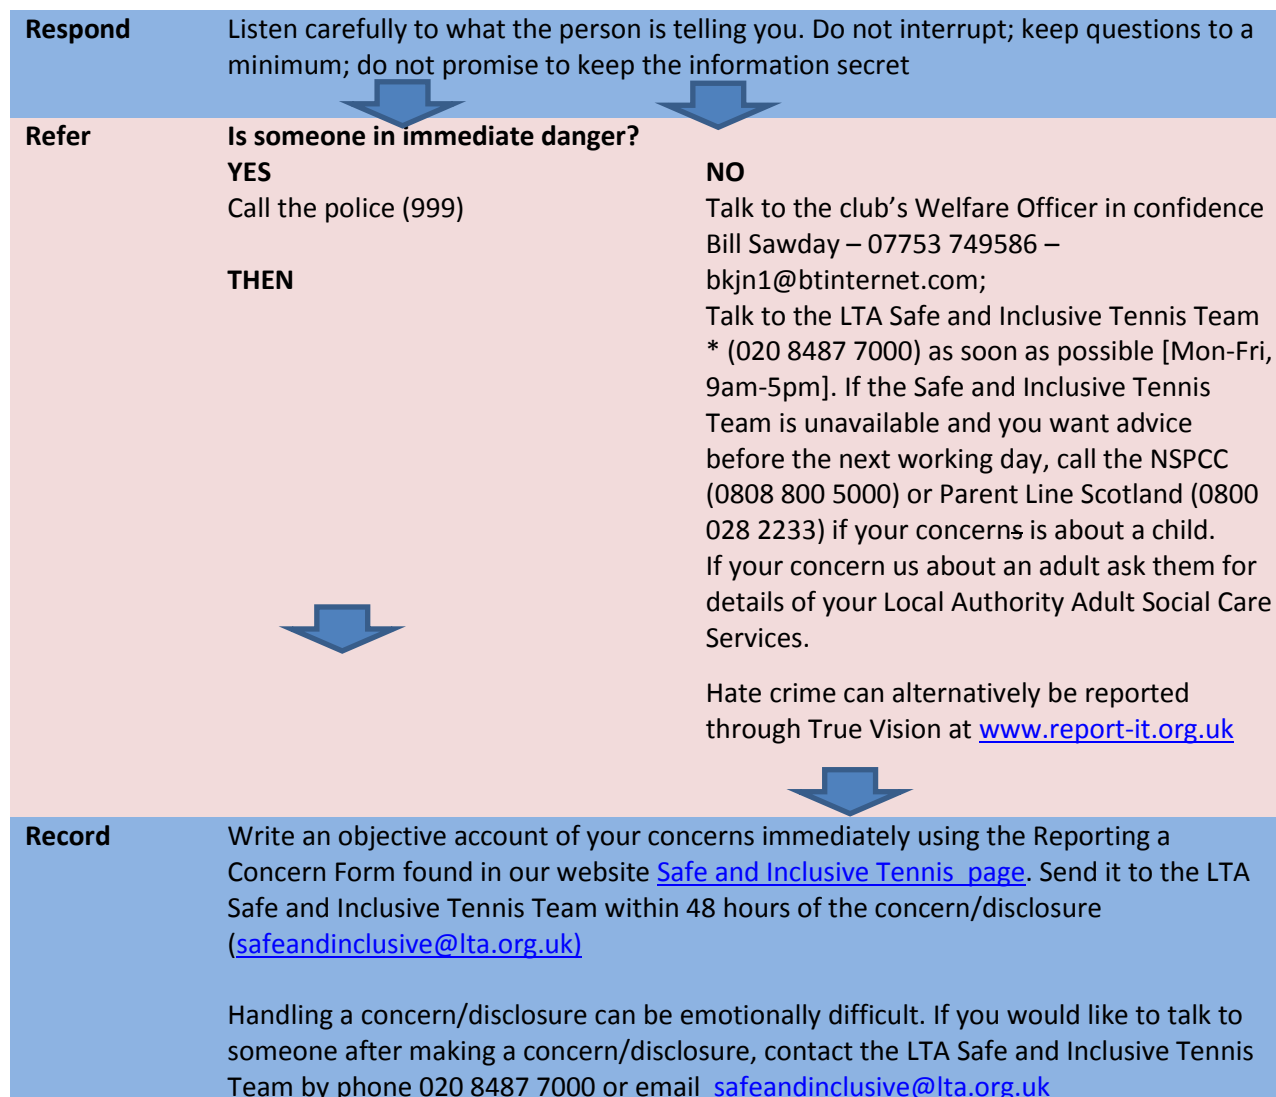 Respond Listen carefully to what the person is telling you. Do not interrupt; keep questions to a
minimum; do not promise to keep the information secret
Refer Is someone in immediate danger?
YES
Call the police (999)
THEN
NO
Talk to the club’s Welfare Officer in confidence
Bill Sawday – 07753 749586 –
bkjn1@btinternet.com;
Talk to the LTA Safe and Inclusive Tennis Team
* (020 8487 7000) as soon as possible [Mon-Fri,
9am-5pm]. If the Safe and Inclusive Tennis
Team is unavailable and you want advice
before the next working day, call the NSPCC
(0808 800 5000) or Parent Line Scotland (0800
028 2233) if your concerns is about a child.
If your concern us about an adult ask them for
details of your Local Authority Adult Social Care
Services.
Hate crime can alternatively be reported
through True Vision at www.report-it.org.uk
Record Write an objective account of your concerns immediately using the Reporting a
Concern Form found in our website Safe and Inclusive Tennis page. Send it to the LTA
Safe and Inclusive Tennis Team within 48 hours of the concern/disclosure
(safeandinclusive@lta.org.uk)
Handling a concern/disclosure can be emotionally difficult. If you would like to talk to
someone after making a concern/disclosure, contact the LTA Safe and Inclusive Tennis
Team by phone 020 8487 7000 or email safeandinclusive@lta.org.uk